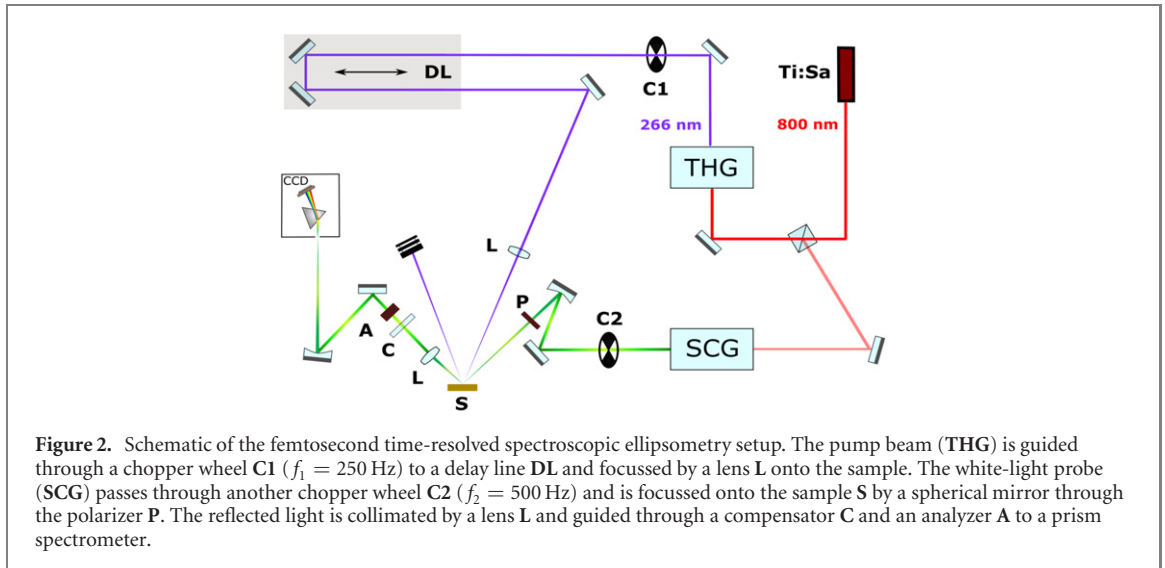 DL
C1
Ti:Sa
266 nm
800 nm
THG
CCD
L
P
C2
A
C
SCG
L
S
Figure 2. Schematic of the femtosecond time-resolved spectroscopic ellipsometry setup. The pump beam (THG) is guided
through a chopper wheel C1 (f₁ = 250 Hz) to a delay line DL and focussed by a lens L onto the sample. The white-light probe
(SCG) passes through another chopper wheel C2 (f₂ = 500 Hz) and is focussed onto the sample S by a spherical mirror through
the polarizer P. The reflected light is collimated by a lens L and guided through a compensator C and an analyzer A to a prism
spectrometer.